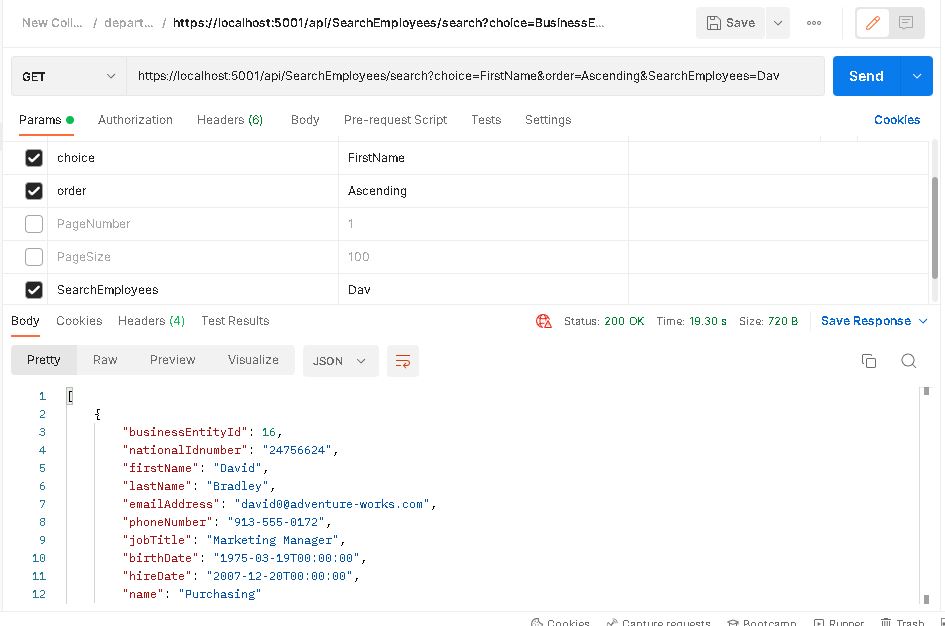 New Coll... / depart... / https://localhost:5001/api/SearchEmployees/search?choice=BusinessE... Save
GET https://localhost:5001/api/SearchEmployees/search?choice=FirstName&order=Ascending&SearchEmployees=Dav Send
Params Authorization Headers (6) Body Pre-request Script Tests Settings Cookies
choice FirstName
order Ascending
PageNumber 1
PageSize 100
SearchEmployees Dav
Body Cookies Headers (4) Test Results Status: 200 OK Time: 19.30 s Size: 720 B Save Response
Pretty Raw Preview Visualize JSON
1 [
2 {
3 "businessEntityId": 16,
4 "nationalIdnumber": "24756624",
5 "firstName": "David",
6 "lastName": "Bradley",
7 "emailAddress": "david0@adventure-works.com",
8 "phoneNumber": "913-555-0172",
9 "jobTitle": "Marketing Manager",
10 "birthDate": "1975-03-19T00:00:00",
11 "hireDate": "2007-12-20T00:00:00",
12 "name": "Purchasing"
Cookies Capture requests Bootcamp Runner Trash